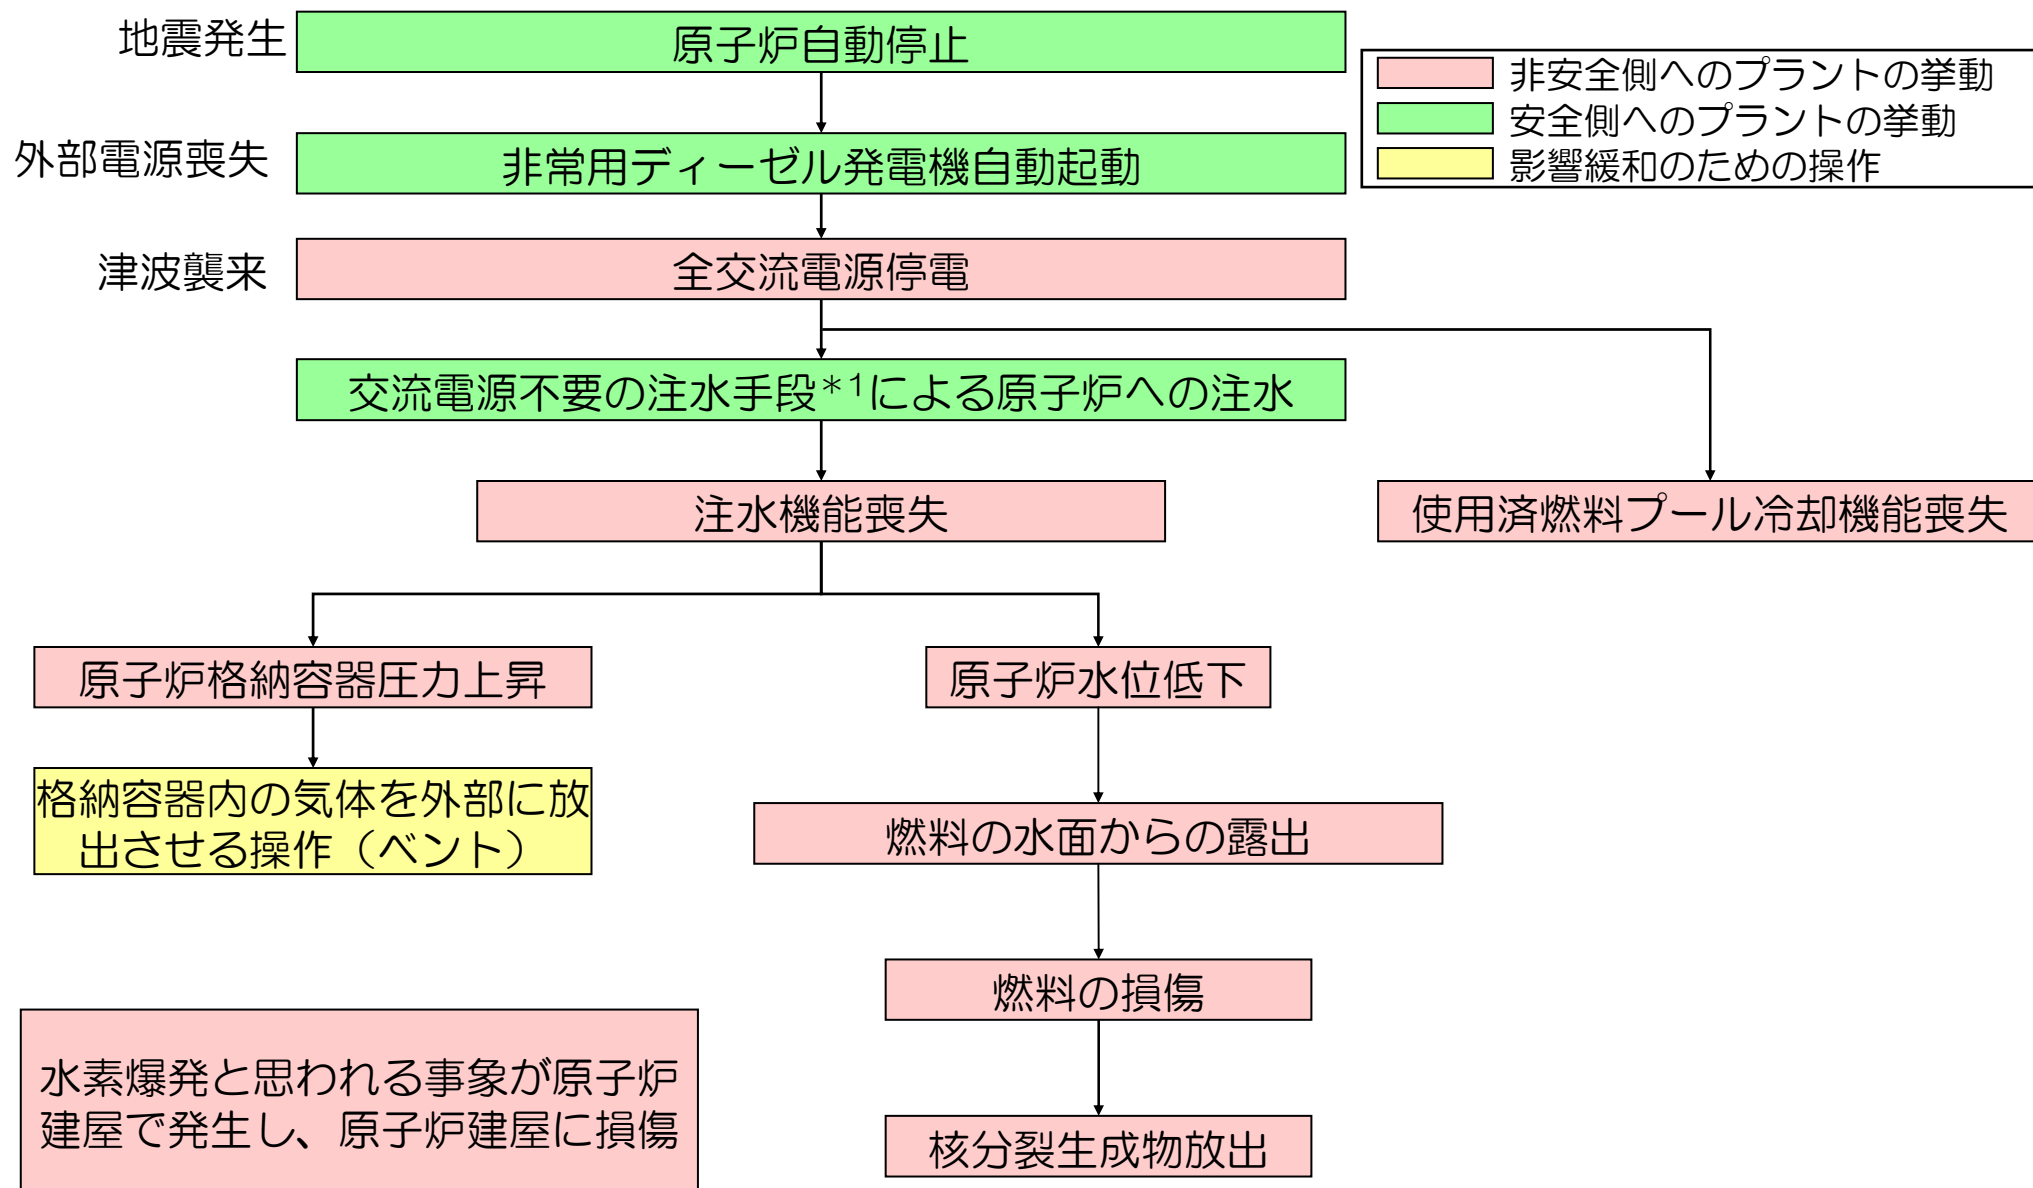 地震発生
原子炉自動停止
非安全側へのプラントの挙動
安全側へのプラントの挙動
影響緩和のための操作
外部電源喪失
非常用ディーゼル発電機自動起動
津波襲来
全交流電源停電
交流電源不要の注水手段*1による原子炉への注水
注水機能喪失
使用済燃料プール冷却機能喪失
原子炉格納容器圧力上昇
原子炉水位低下
格納容器内の気体を外部に放
出させる操作（ベント）
燃料の水面からの露出
燃料の損傷
水素爆発と思われる事象が原子炉
建屋で発生し、原子炉建屋に損傷
核分裂生成物放出